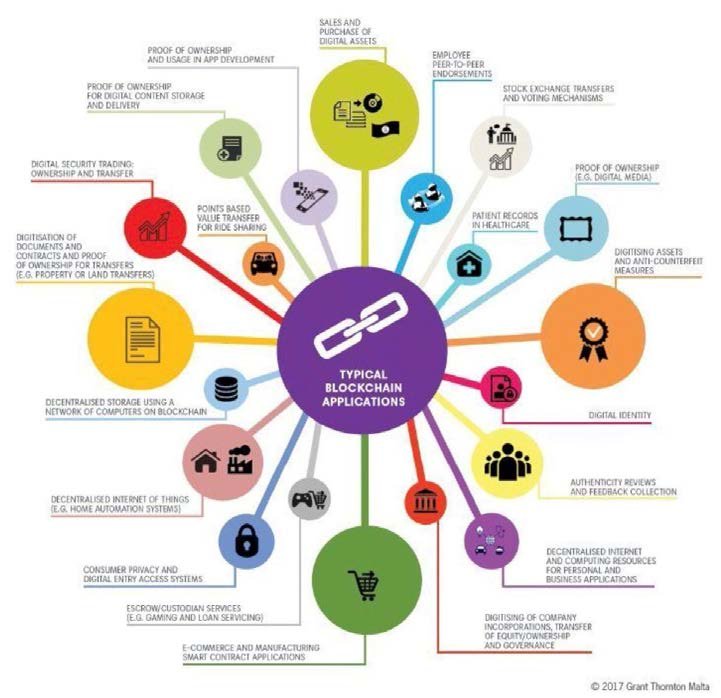 SALES AND
PURCHASE OF
DIGITAL ASSETS
PROOF OF OWNERSHIP
AND USAGE IN APP DEVELOPMENT
EMPLOYEE
PEER-TO-PEER
ENDORSEMENTS
PROOF OF OWNERSHIP
FOR DIGITAL CONTENT STORAGE
AND DELIVERY
STOCK EXCHANGE TRANSFERS
AND VOTING MECHANISMS
DIGITAL SECURITY TRADING:
OWNERSHIP AND TRANSFER
PROOF OF OWNERSHIP
(E.G. DIGITAL MEDIA)
POINTS BASED
VALUE TRANSFER
FOR RIDE SHARING
PATIENT RECORDS
IN HEALTHCARE
DIGITISATION OF
DOCUMENTS AND
CONTRACTS AND PROOF
OF OWNERSHIP FOR TRANSFERS
(E.G. PROPERTY OR LAND TRANSFERS)
DIGITISING ASSETS
AND ANTI-COUNTERFEIT
MEASURES
TYPICAL
BLOCKCHAIN
APPLICATIONS
DECENTRALISED STORAGE USING A
NETWORK OF COMPUTERS ON BLOCKCHAIN
DIGITAL IDENTITY
DECENTRALISED INTERNET OF THINGS
(E.G. HOME AUTOMATION SYSTEMS)
AUTHENTICITY REVIEWS
AND FEEDBACK COLLECTION
CONSUMER PRIVACY AND
DIGITAL ENTRY ACCESS SYSTEMS
DECENTRALISED INTERNET
AND COMPUTING RESOURCES
FOR PERSONAL AND
BUSINESS APPLICATIONS
ESCROW/CUSTODIAN SERVICES
(E.G. GAMING AND LOAN SERVICING)
DIGITISING OF COMPANY
INCORPORATIONS, TRANSFER
OF EQUITY/OWNERSHIP
AND GOVERNANCE
E-COMMERCE AND MANUFACTURING
SMART CONTRACT APPLICATIONS
© 2017 Grant Thornton Malta